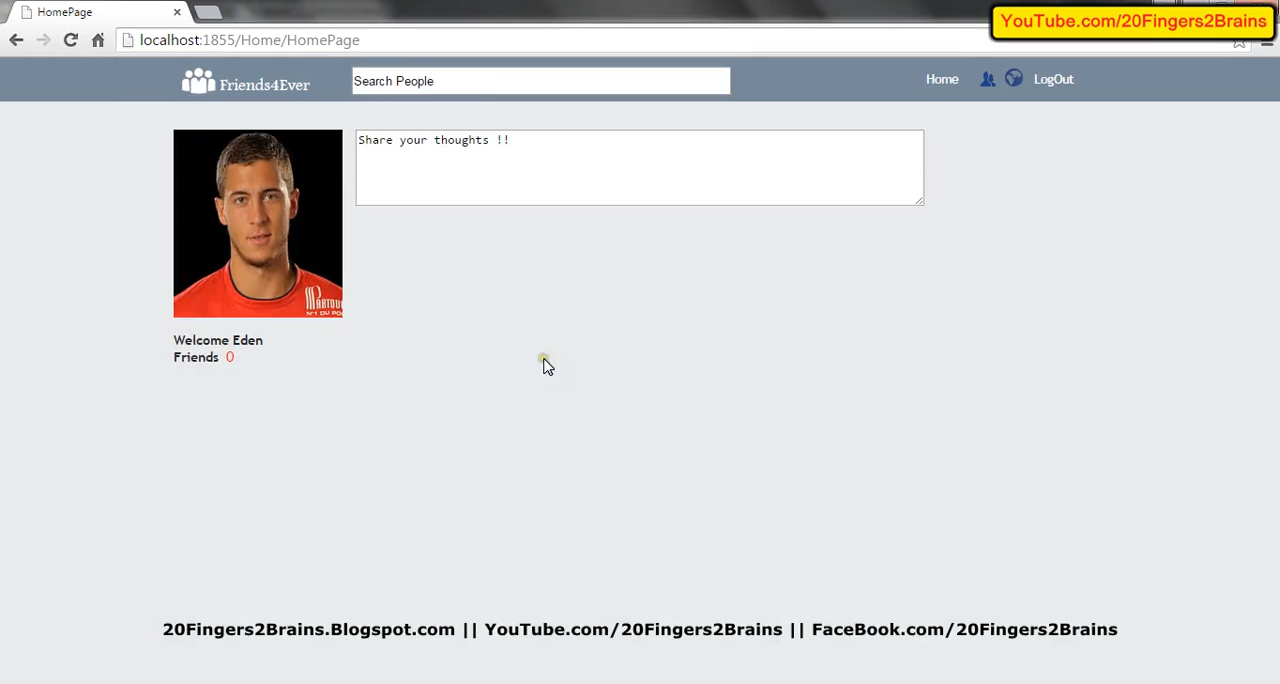 HomePage
YouTube.com/20Fingers2Brains
localhost:1855/Home/HomePage
Friends4Ever
Search People
Home
LogOut
Share your thoughts !!
Welcome Eden
Friends 0
20Fingers2Brains.Blogspot.com || YouTube.com/20Fingers2Brains || FaceBook.com/20Fingers2Brains